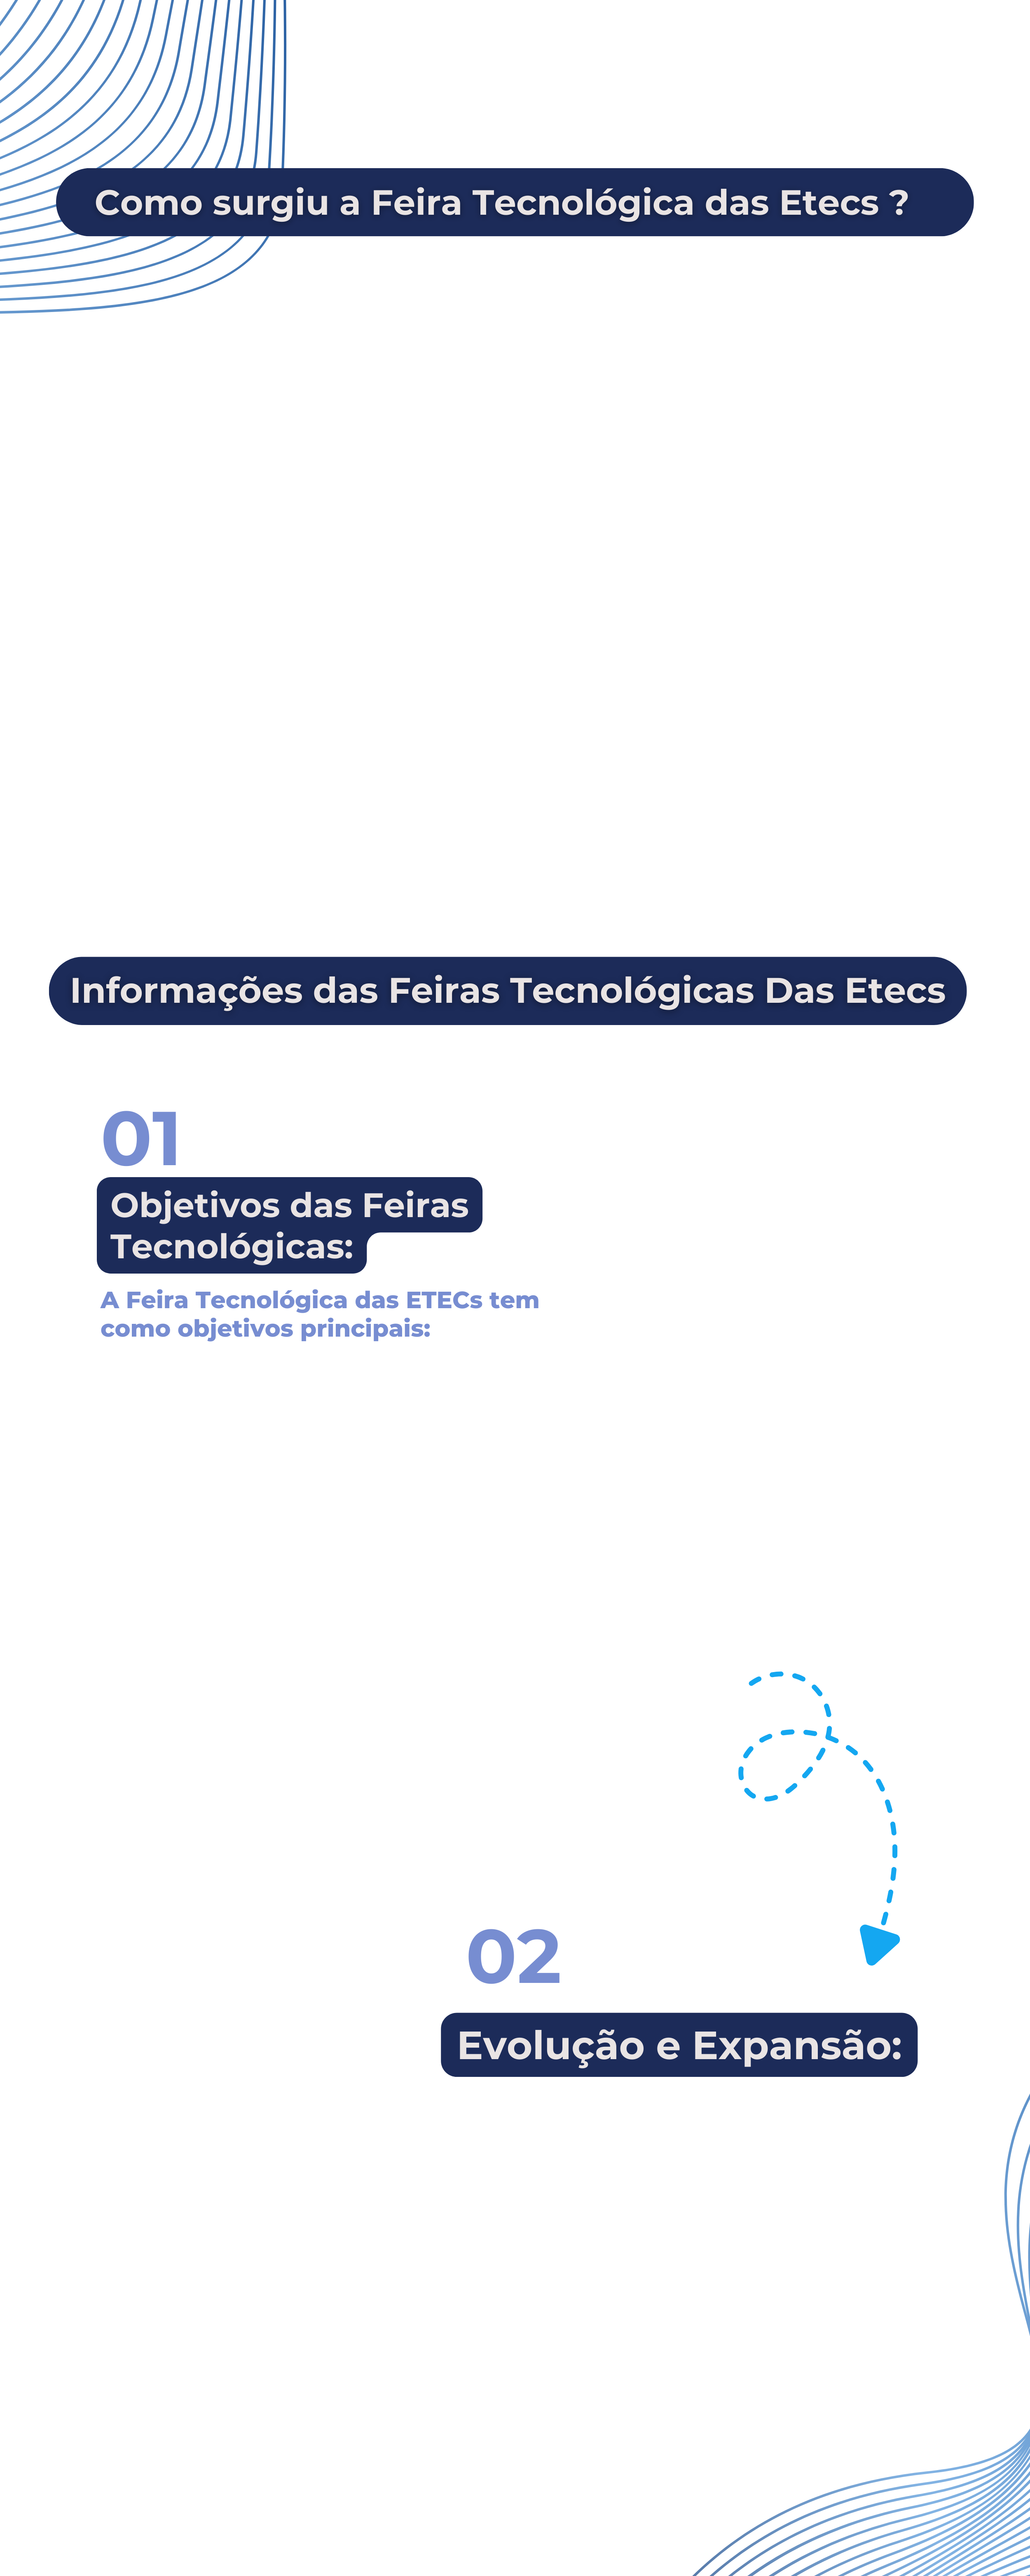 Como surgiu a Feira Tecnológica das Etecs ?
Informações das Feiras Tecnológicas Das Etecs
01
Objetivos das Feiras
Tecnológicas:
A Feira Tecnológica das ETECs tem
como objetivos principais:
02
Evolução e Expansão: